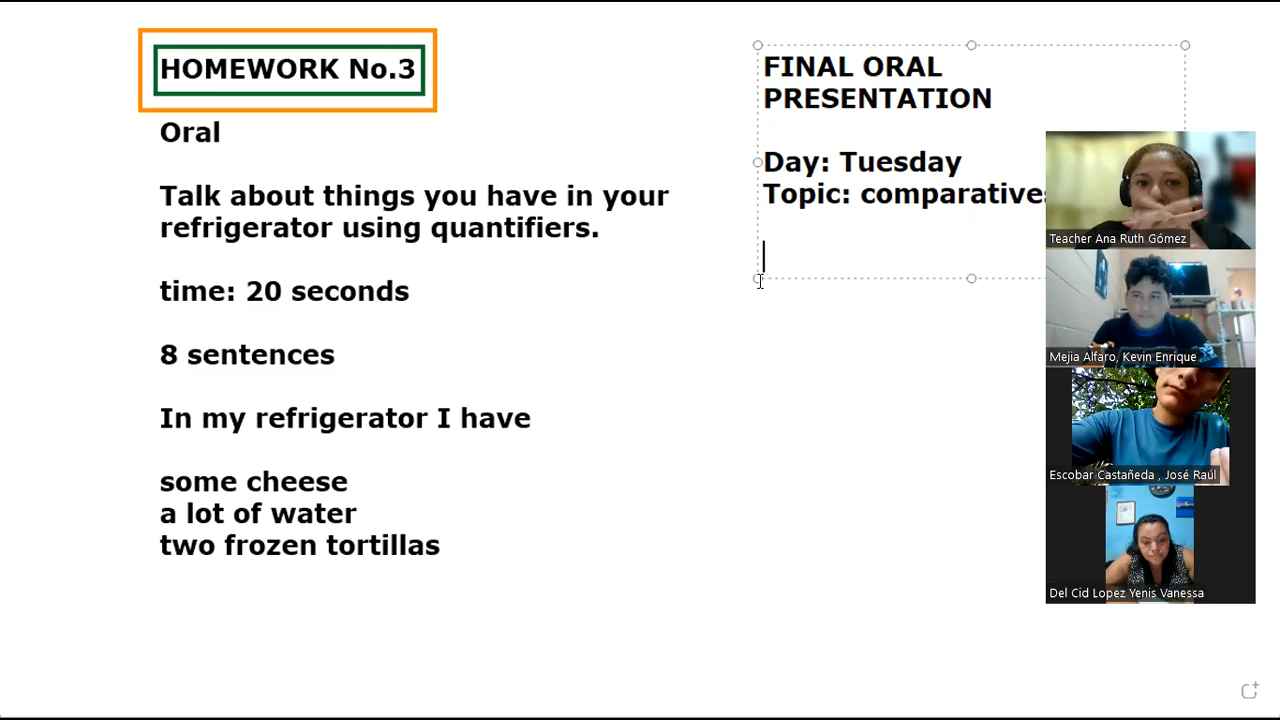 HOMEWORK No.3
Oral
Talk about things you have in your
refrigerator using quantifiers.
time: 20 seconds
8 sentences
In my refrigerator I have
some cheese
a lot of water
two frozen tortillas
FINAL ORAL
PRESENTATION
Day: Tuesday
Topic: comparatives
Teacher Ana Ruth Gómez
Mejia Alfaro, Kevin Enrique
Escobar Castañeda , José Raúl
Del Cid Lopez Yenis Vanessa